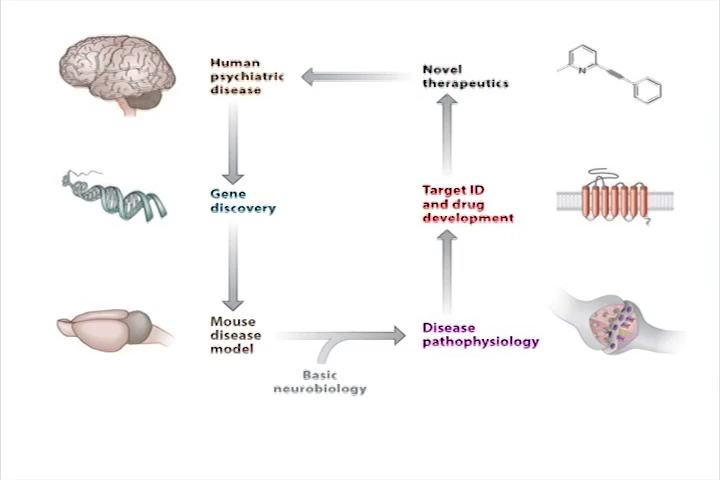 Human
psychiatric
disease
Novel
therapeutics
N
Gene
discovery
Target ID
and drug
development
Mouse
disease
model
Disease
pathophysiology
Basic
neurobiology